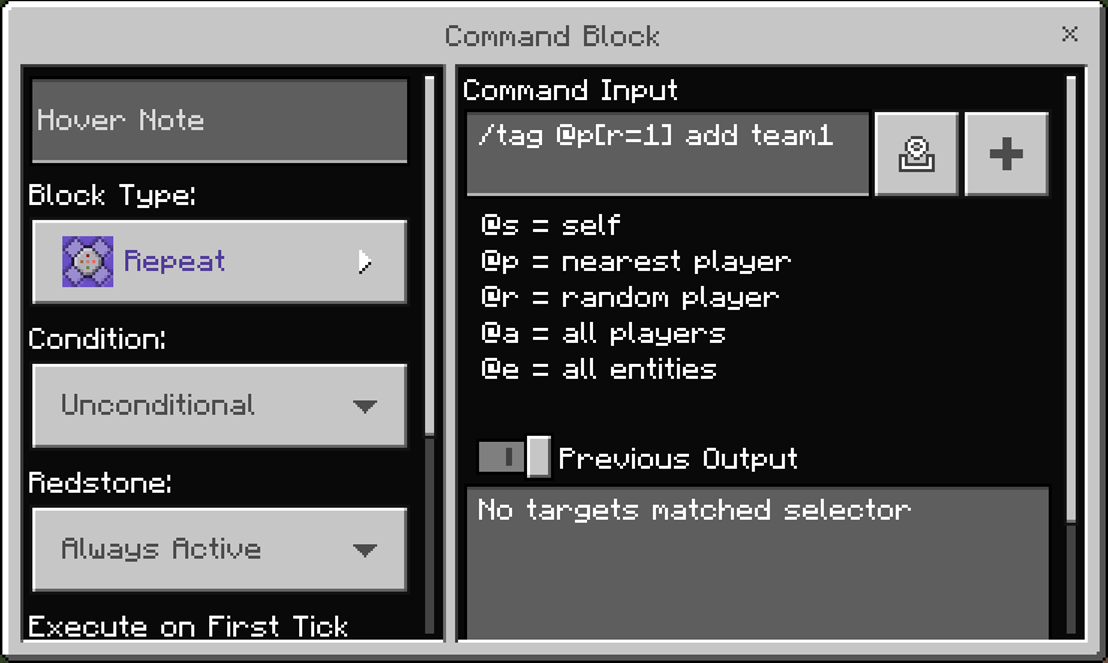 Command Block
Hover Note
Block Type:
Repeat
Condition:
Unconditional
Redstone:
Always Active
Execute on First Tick
Command Input
/tag @p[r=1] add team1
@s = self
@p = nearest player
@r = random player
@a = all players
@e = all entities
Previous Output
No targets matched selector